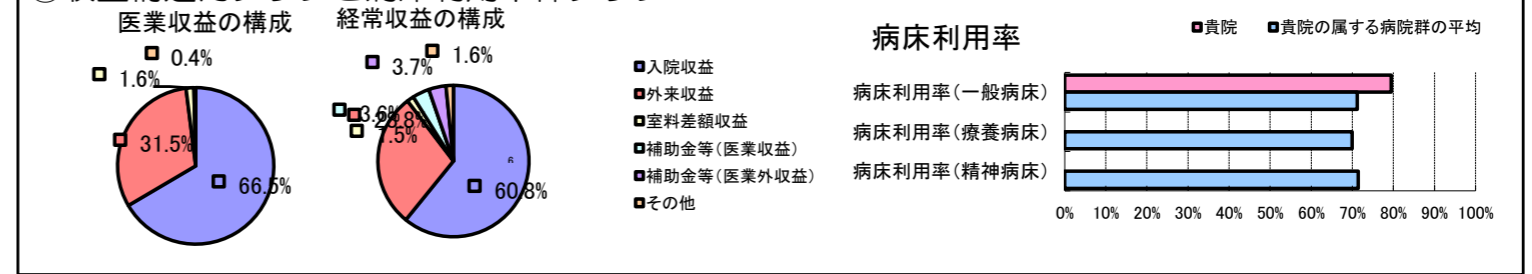 医業収益の構成
0.4%
1.6%
31.5%
66.5%
経常収益の構成
3.7%
1.6%
3.6%
28.8%
1.5%
60.8%
入院収益
外来収益
室料差額収益
補助金等(医業収益)
補助金等(医業外収益)
その他
病床利用率
貴院
貴院の属する病院群の平均
病床利用率(一般病床)
病床利用率(療養病床)
病床利用率(精神病床)
0% 10% 20% 30% 40% 50% 60% 70% 80% 90% 100%